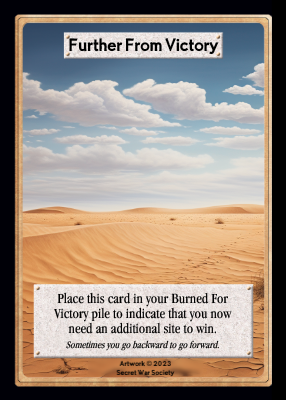 Further From Victory
Place this card in your Burned For
Victory pile to indicate that you now
need an additional site to win.
Sometimes you go backward to go forward.
Artwork © 2023
Secret War Society